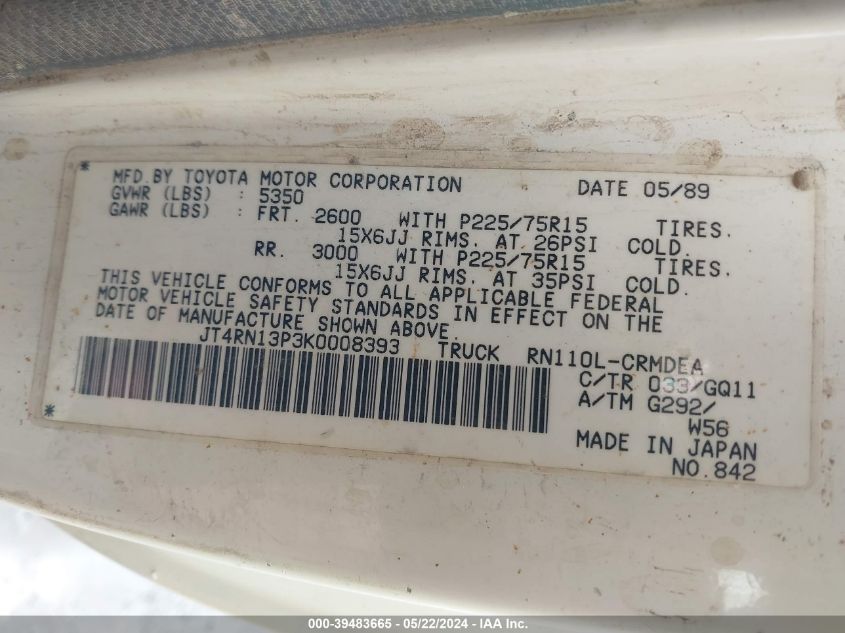 MFD.BY TOYOTA MOTOR CORPORATION DATE 05/89
GVWR (LBS) : 5350
GAWR (LBS) : FRT. 2600 WITH P225/75R15 TIRES.
15X6JJ RIMS. AT 26PSI COLD.
RR. 3000 WITH P225/75R15 TIRES.
15X6JJ RIMS. AT 35PSI COLD.
THIS VEHICLE CONFORMS TO ALL APPLICABLE FEDERAL
MOTOR VEHICLE SAFETY STANDARDS IN EFFECT ON THE
DATE OF MANUFACTURE SHOWN ABOVE.
JT4RN13P3K0008393 TRUCK RN110L-CRMDEA
C/TR 033/GQ11
A/TM G292/
W56
MADE IN JAPAN
NO.842
000-39483665 - 05/22/2024 - IAA Inc.